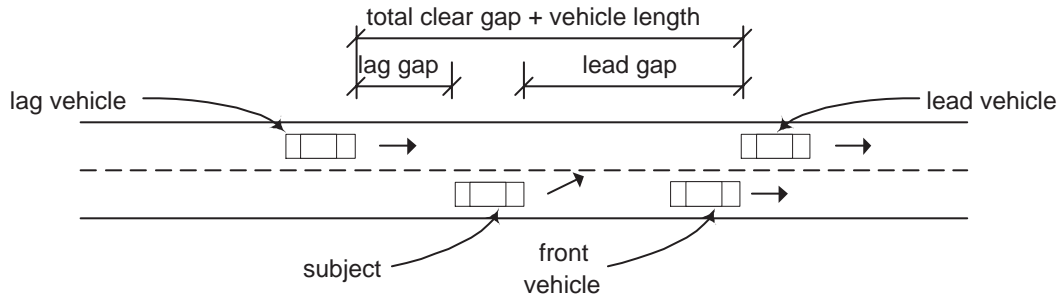 total clear gap + vehicle length
lag gap
lead gap
lag vehicle
lead vehicle
subject
front
vehicle